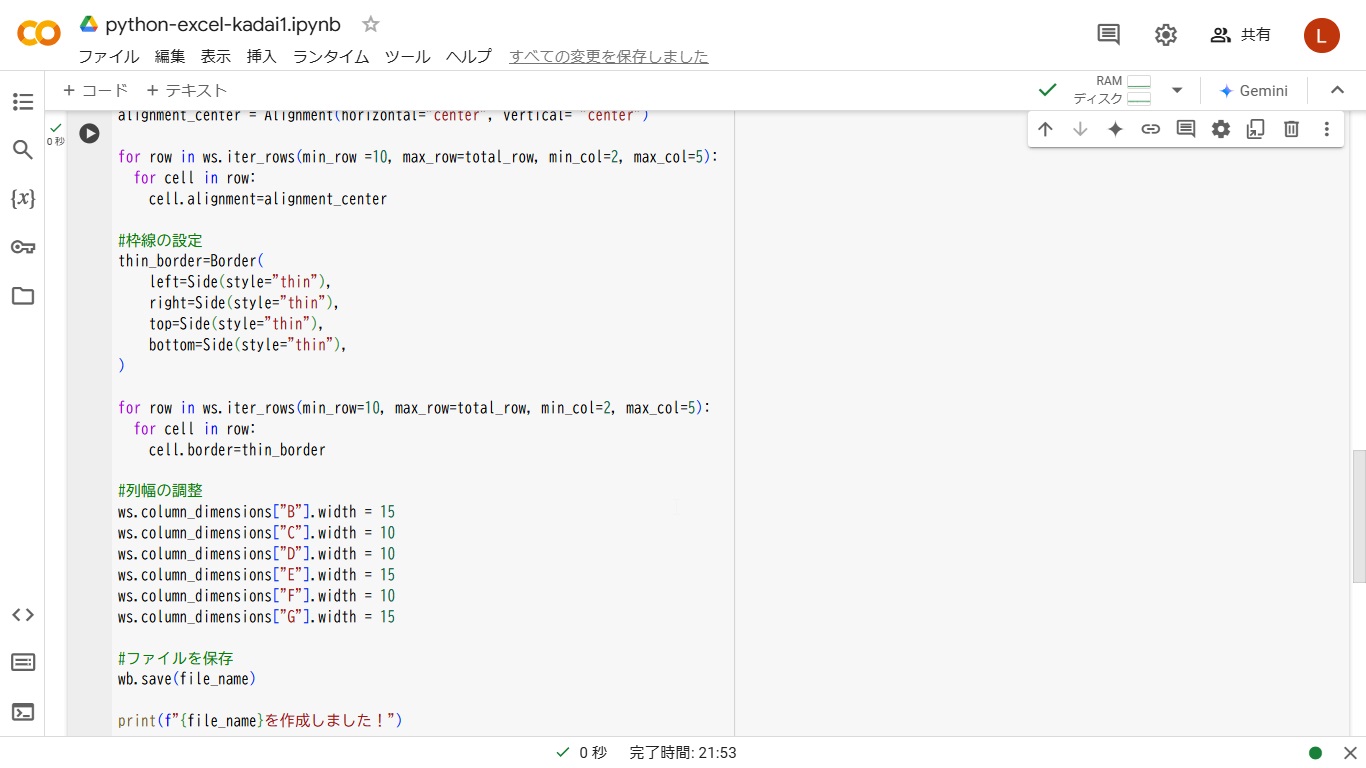 python-excel-kadai1.ipynb
ファイル 編集 表示 挿入 ランタイム ツール ヘルプ すべての変更を保存しました
共有
L
+ コード + テキスト
RAM
ディスク
Gemini
0 秒
alignment_center = Alignment(horizontal="center", vertical= "center")
for row in ws.iter_rows(min_row =10, max_row=total_row, min_col=2, max_col=5):
  for cell in row:
    cell.alignment=alignment_center
#枠線の設定
thin_border=Border(
    left=Side(style="thin"),
    right=Side(style="thin"),
    top=Side(style="thin"),
    bottom=Side(style="thin"),
)
for row in ws.iter_rows(min_row=10, max_row=total_row, min_col=2, max_col=5):
  for cell in row:
    cell.border=thin_border
#列幅の調整
ws.column_dimensions["B"].width = 15
ws.column_dimensions["C"].width = 10
ws.column_dimensions["D"].width = 10
ws.column_dimensions["E"].width = 15
ws.column_dimensions["F"].width = 10
ws.column_dimensions["G"].width = 15
#ファイルを保存
wb.save(file_name)
print(f"{file_name}を作成しました！")
0 秒 完了時間: 21:53